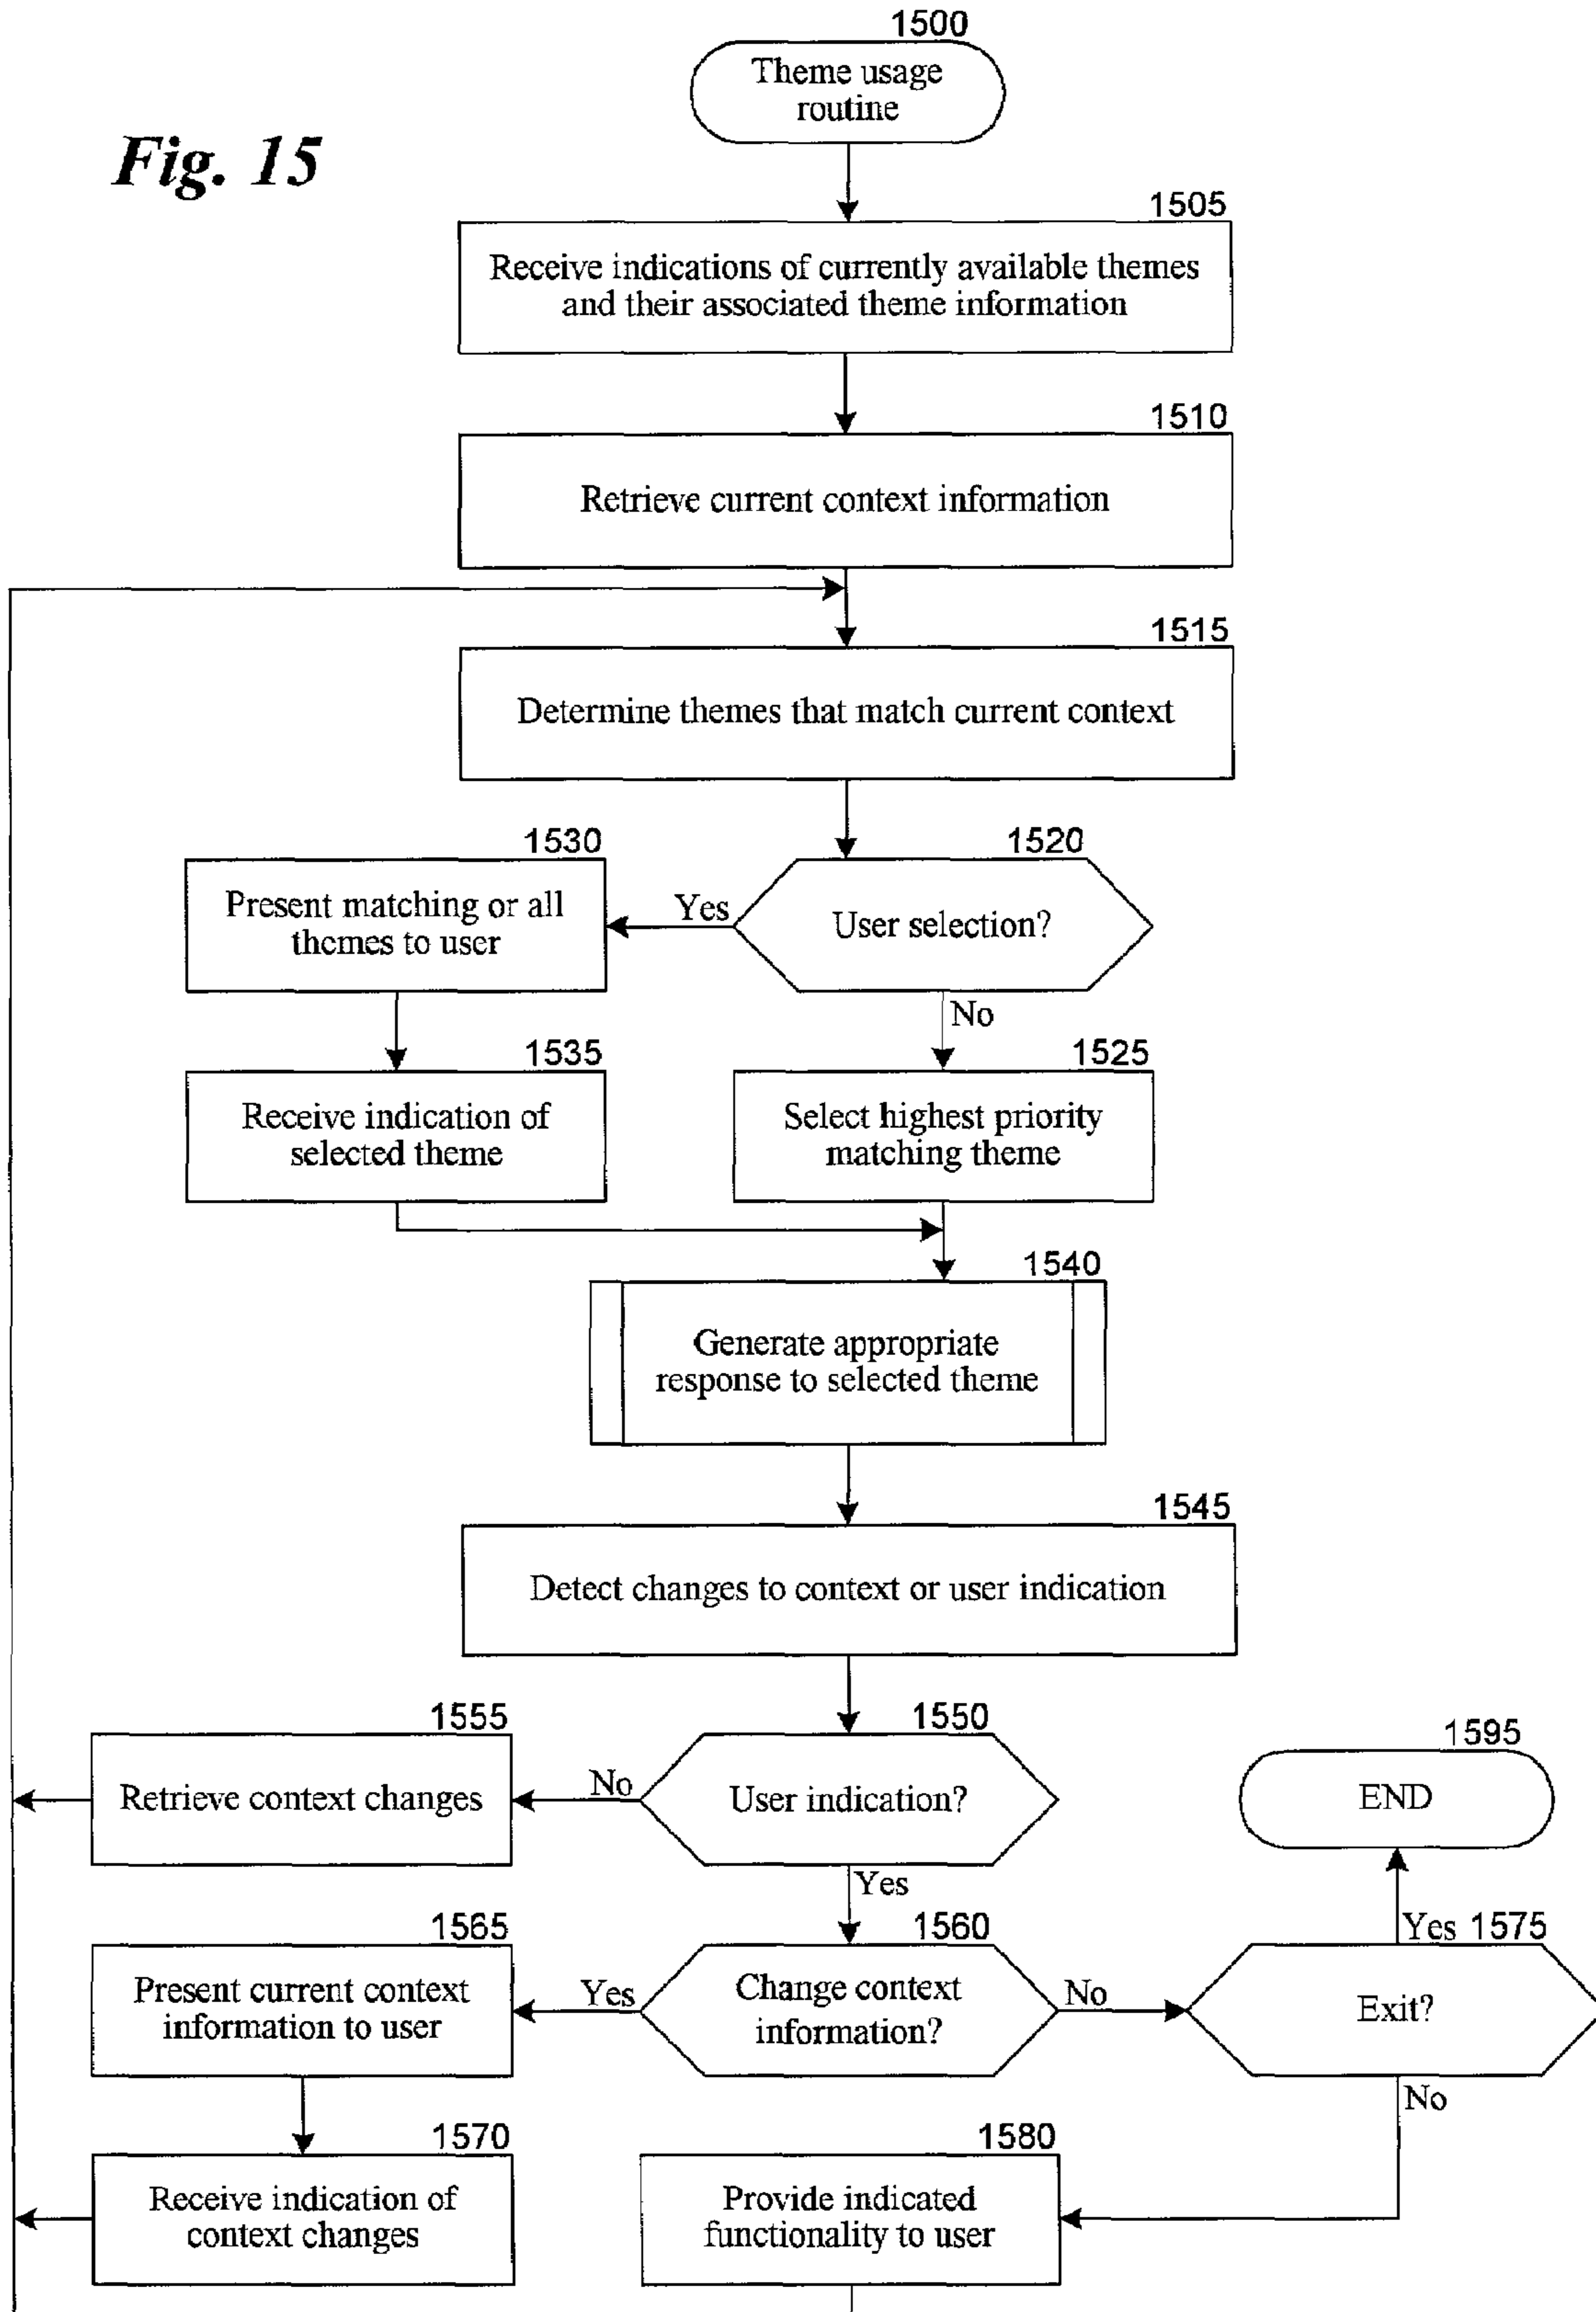 1500
Theme usage
routine
Fig. 15
1505
Receive indications of currently available themes
and their associated theme information
1510
Retrieve current context information
1515
Determine themes that match current context
1530
1520
Present matching or all
themes to user
Yes
User selection?
No
1535
1525
Receive indication of
selected theme
Select highest priority
matching theme
1540
Generate appropriate
response to selected theme
1545
Detect changes to context or user indication
1555
1550
1595
Retrieve context changes
No
User indication?
END
Yes
1565
1560
Yes 1575
Present current context
information to user
Yes
Change context
information?
No
Exit?
No
1570
1580
Receive indication of
context changes
Provide indicated
functionality to user